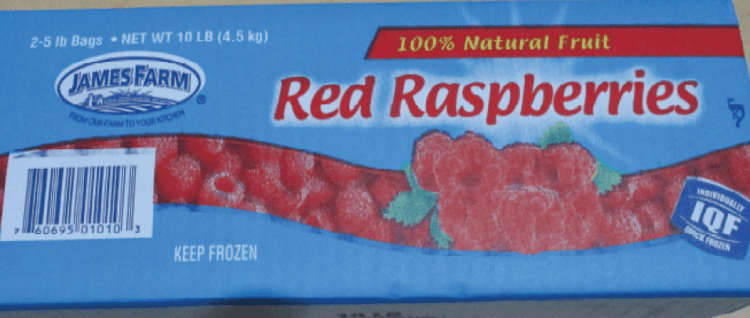 2-5 lb Bags • NET WT 10 LB (4.5 kg)
100% Natural Fruit
JAMES FARM
®
FROM OUR FARM TO YOUR KITCHEN
Red Raspberries
INDIVIDUALLY
IQF
QUICK FROZEN
7 60695 01010 3
KEEP FROZEN